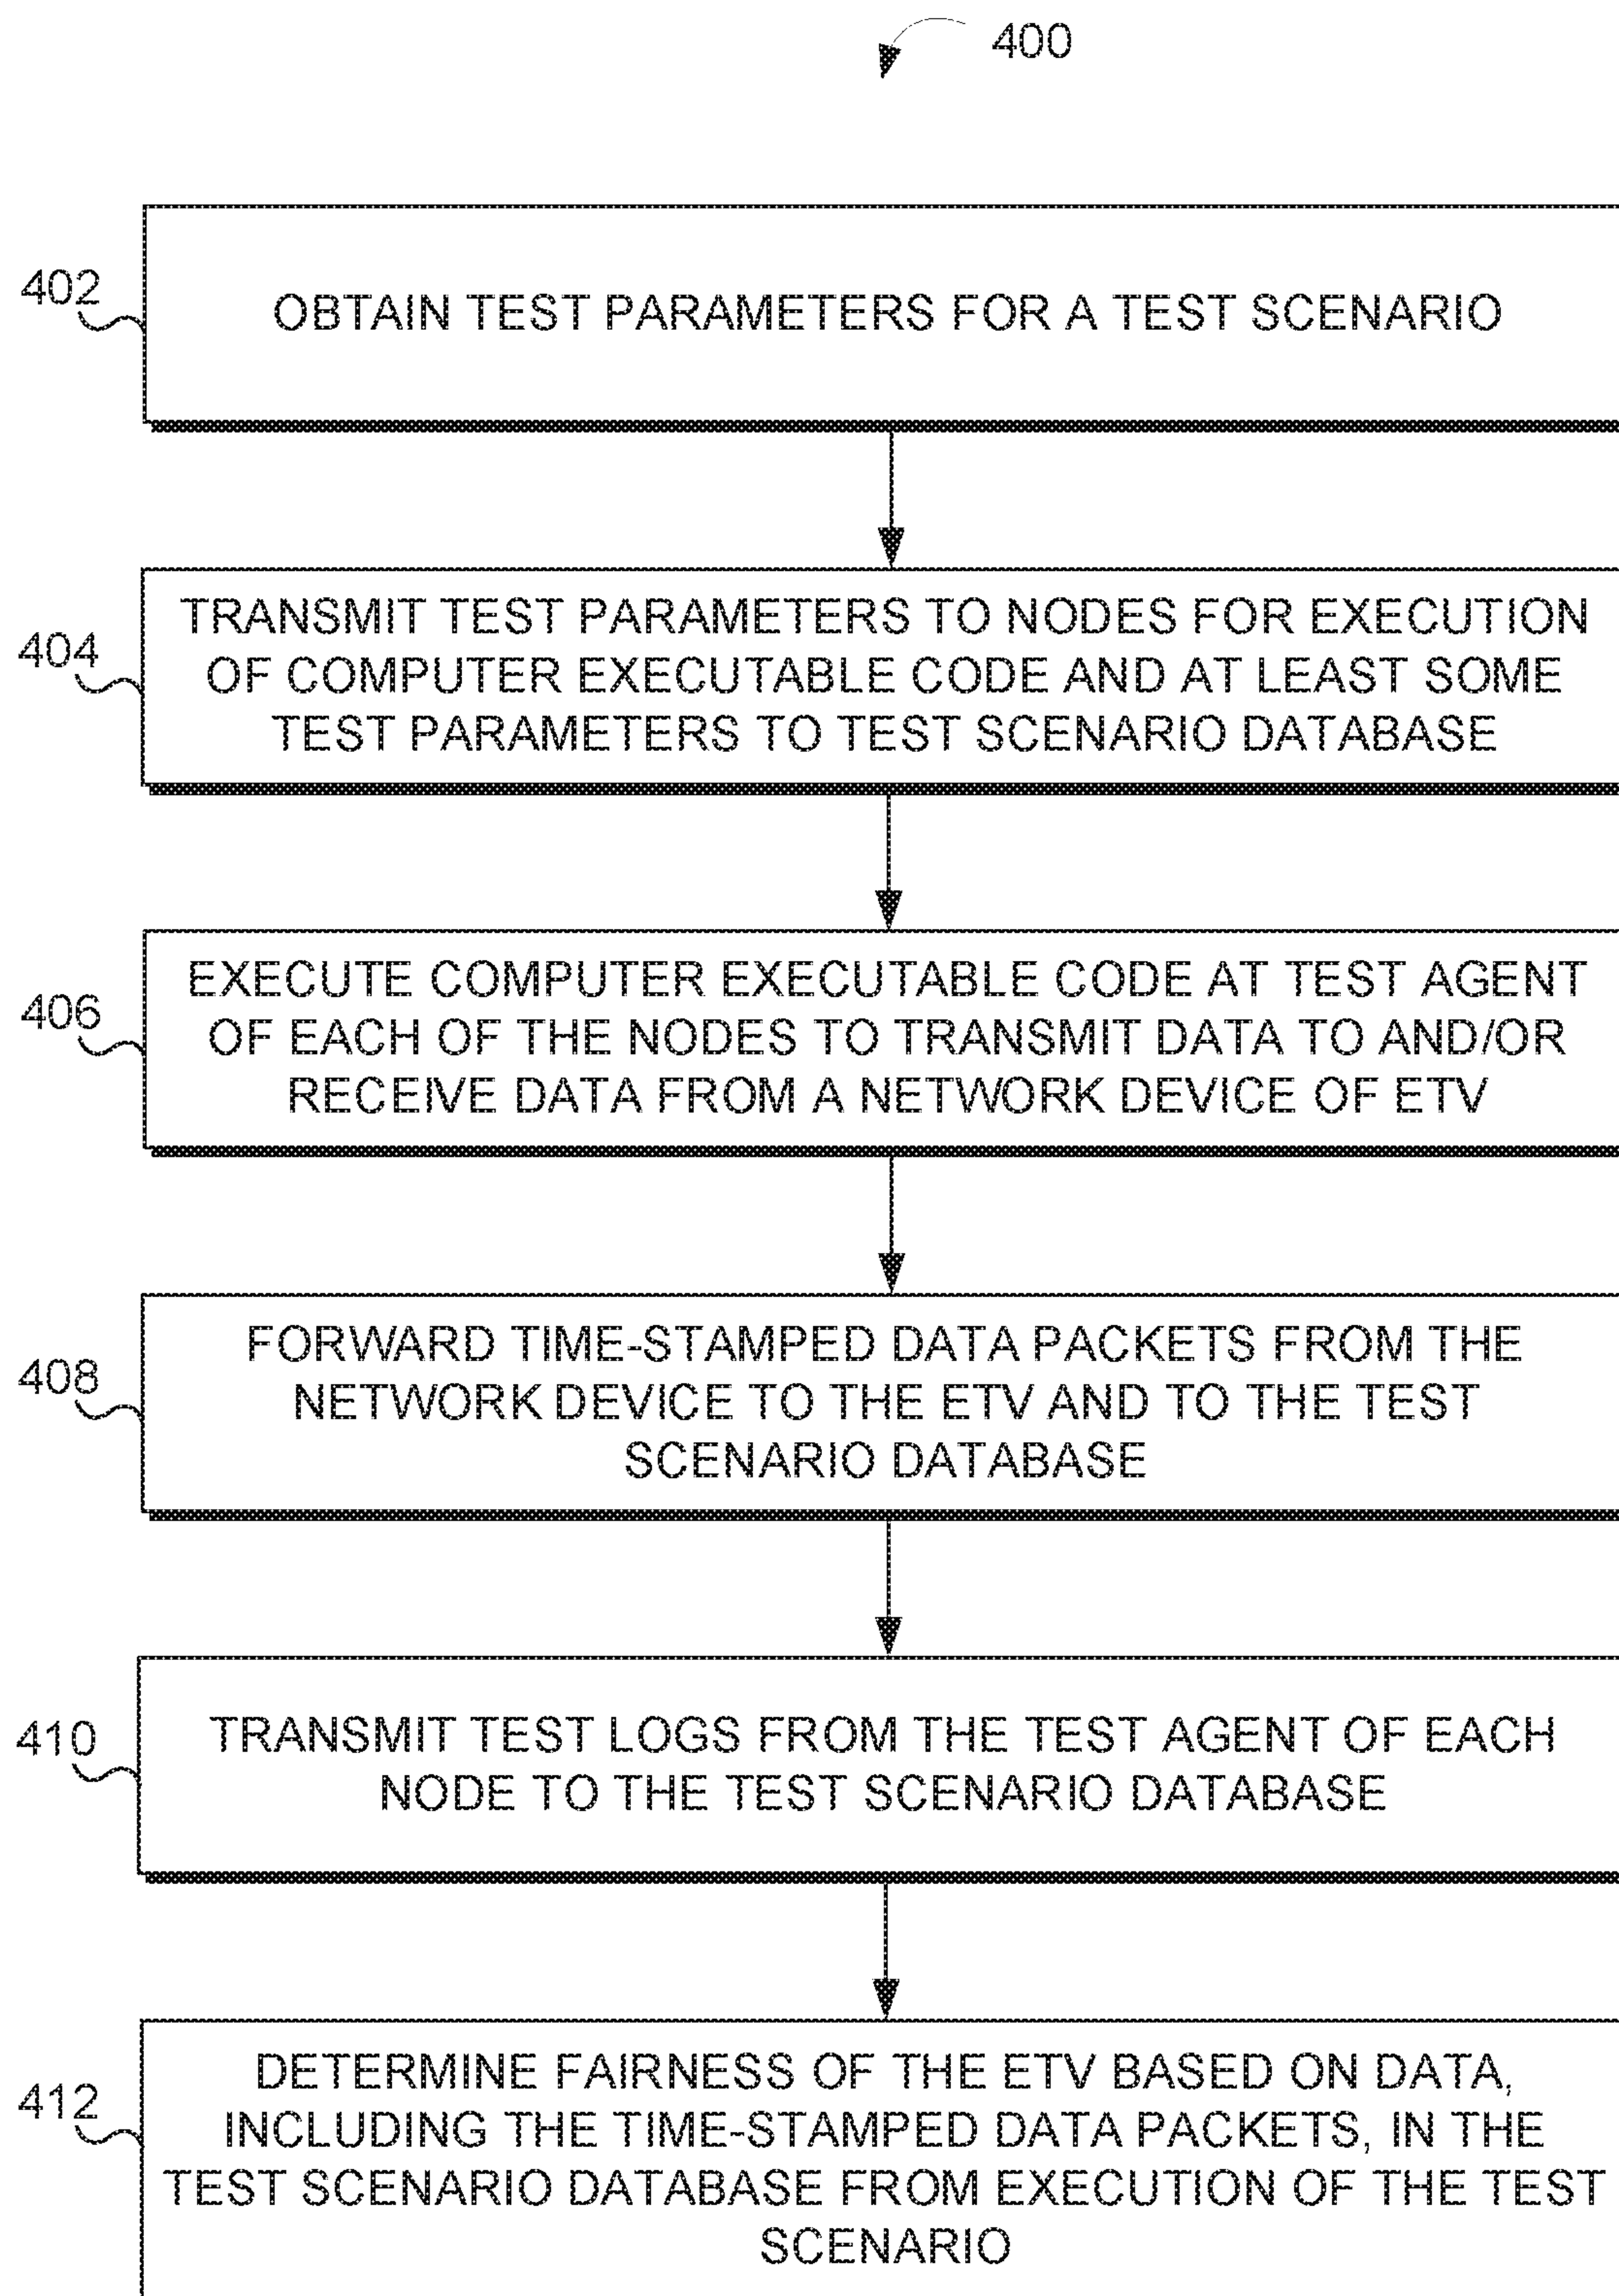 400
402
OBTAIN TEST PARAMETERS FOR A TEST SCENARIO
404
TRANSMIT TEST PARAMETERS TO NODES FOR EXECUTION
OF COMPUTER EXECUTABLE CODE AND AT LEAST SOME
TEST PARAMETERS TO TEST SCENARIO DATABASE
406
EXECUTE COMPUTER EXECUTABLE CODE AT TEST AGENT
OF EACH OF THE NODES TO TRANSMIT DATA TO AND/OR
RECEIVE DATA FROM A NETWORK DEVICE OF ETV
408
FORWARD TIME-STAMPED DATA PACKETS FROM THE
NETWORK DEVICE TO THE ETV AND TO THE TEST
SCENARIO DATABASE
410
TRANSMIT TEST LOGS FROM THE TEST AGENT OF EACH
NODE TO THE TEST SCENARIO DATABASE
412
DETERMINE FAIRNESS OF THE ETV BASED ON DATA,
INCLUDING THE TIME-STAMPED DATA PACKETS, IN THE
TEST SCENARIO DATABASE FROM EXECUTION OF THE TEST
SCENARIO